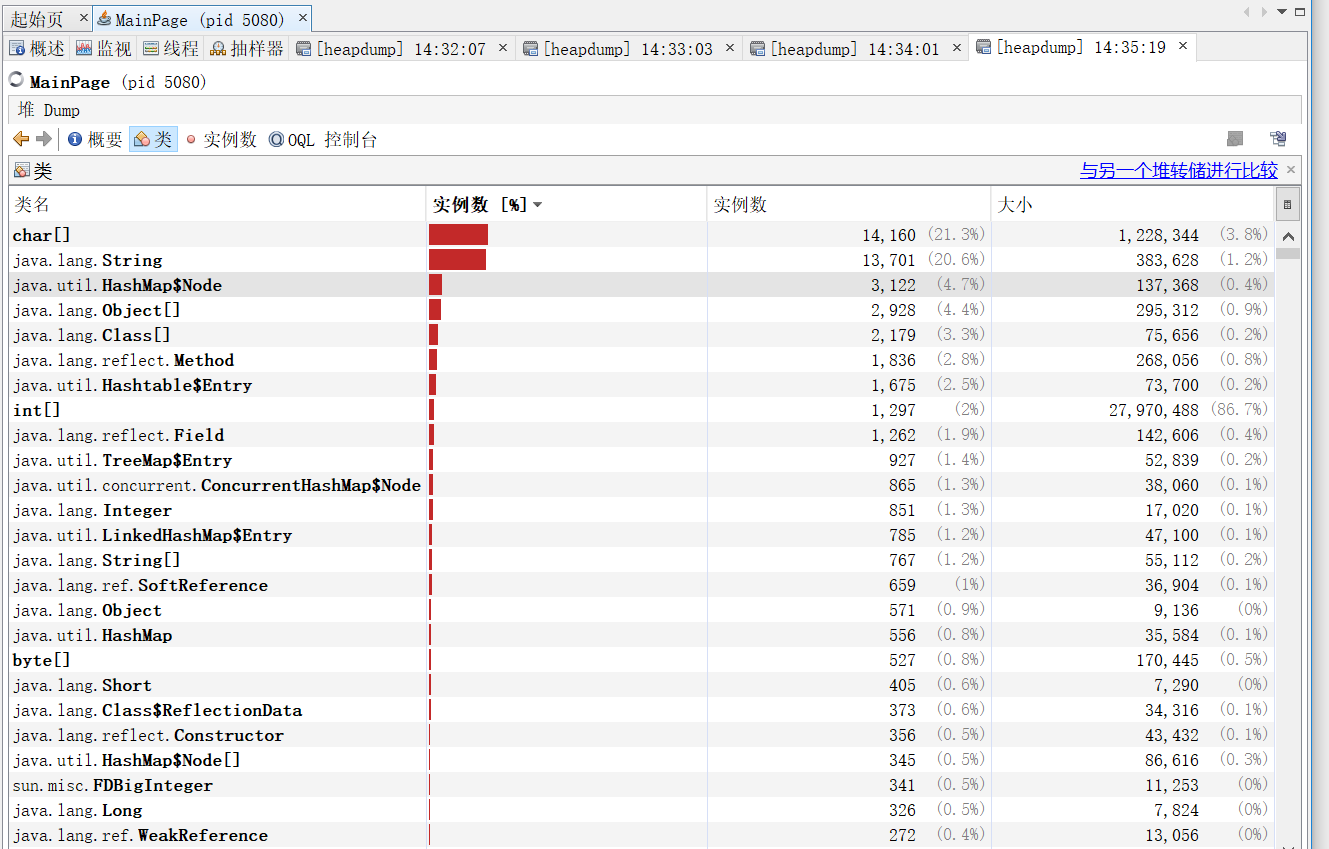 起始页 × MainPage (pid 5080) ×
概述 监视 线程 抽样器 [heapdump] 14:32:07 × [heapdump] 14:33:03 × [heapdump] 14:34:01 × [heapdump] 14:35:19 ×
MainPage (pid 5080)
堆 Dump
概要 类 实例数 OQL 控制台
类 与另一个堆转储进行比较 ×
类名 实例数 [%] 实例数 大小
char[] 14,160 (21.3%) 1,228,344 (3.8%)
java.lang.String 13,701 (20.6%) 383,628 (1.2%)
java.util.HashMap$Node 3,122 (4.7%) 137,368 (0.4%)
java.lang.Object[] 2,928 (4.4%) 295,312 (0.9%)
java.lang.Class[] 2,179 (3.3%) 75,656 (0.2%)
java.lang.reflect.Method 1,836 (2.8%) 268,056 (0.8%)
java.util.Hashtable$Entry 1,675 (2.5%) 73,700 (0.2%)
int[] 1,297 (2%) 27,970,488 (86.7%)
java.lang.reflect.Field 1,262 (1.9%) 142,606 (0.4%)
java.util.TreeMap$Entry 927 (1.4%) 52,839 (0.2%)
java.util.concurrent.ConcurrentHashMap$Node 865 (1.3%) 38,060 (0.1%)
java.lang.Integer 851 (1.3%) 17,020 (0.1%)
java.util.LinkedHashMap$Entry 785 (1.2%) 47,100 (0.1%)
java.lang.String[] 767 (1.2%) 55,112 (0.2%)
java.lang.ref.SoftReference 659 (1%) 36,904 (0.1%)
java.lang.Object 571 (0.9%) 9,136 (0%)
java.util.HashMap 556 (0.8%) 35,584 (0.1%)
byte[] 527 (0.8%) 170,445 (0.5%)
java.lang.Short 405 (0.6%) 7,290 (0%)
java.lang.Class$ReflectionData 373 (0.6%) 34,316 (0.1%)
java.lang.reflect.Constructor 356 (0.5%) 43,432 (0.1%)
java.util.HashMap$Node[] 345 (0.5%) 86,616 (0.3%)
sun.misc.FDBigInteger 341 (0.5%) 11,253 (0%)
java.lang.Long 326 (0.5%) 7,824 (0%)
java.lang.ref.WeakReference 272 (0.4%) 13,056 (0%)